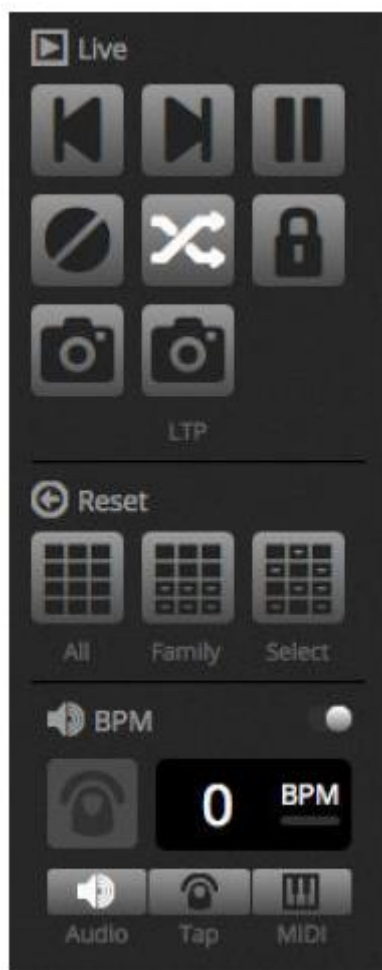 Live
LTP
Reset
All Family Select
BPM
0 BPM
Audio Tap MIDI